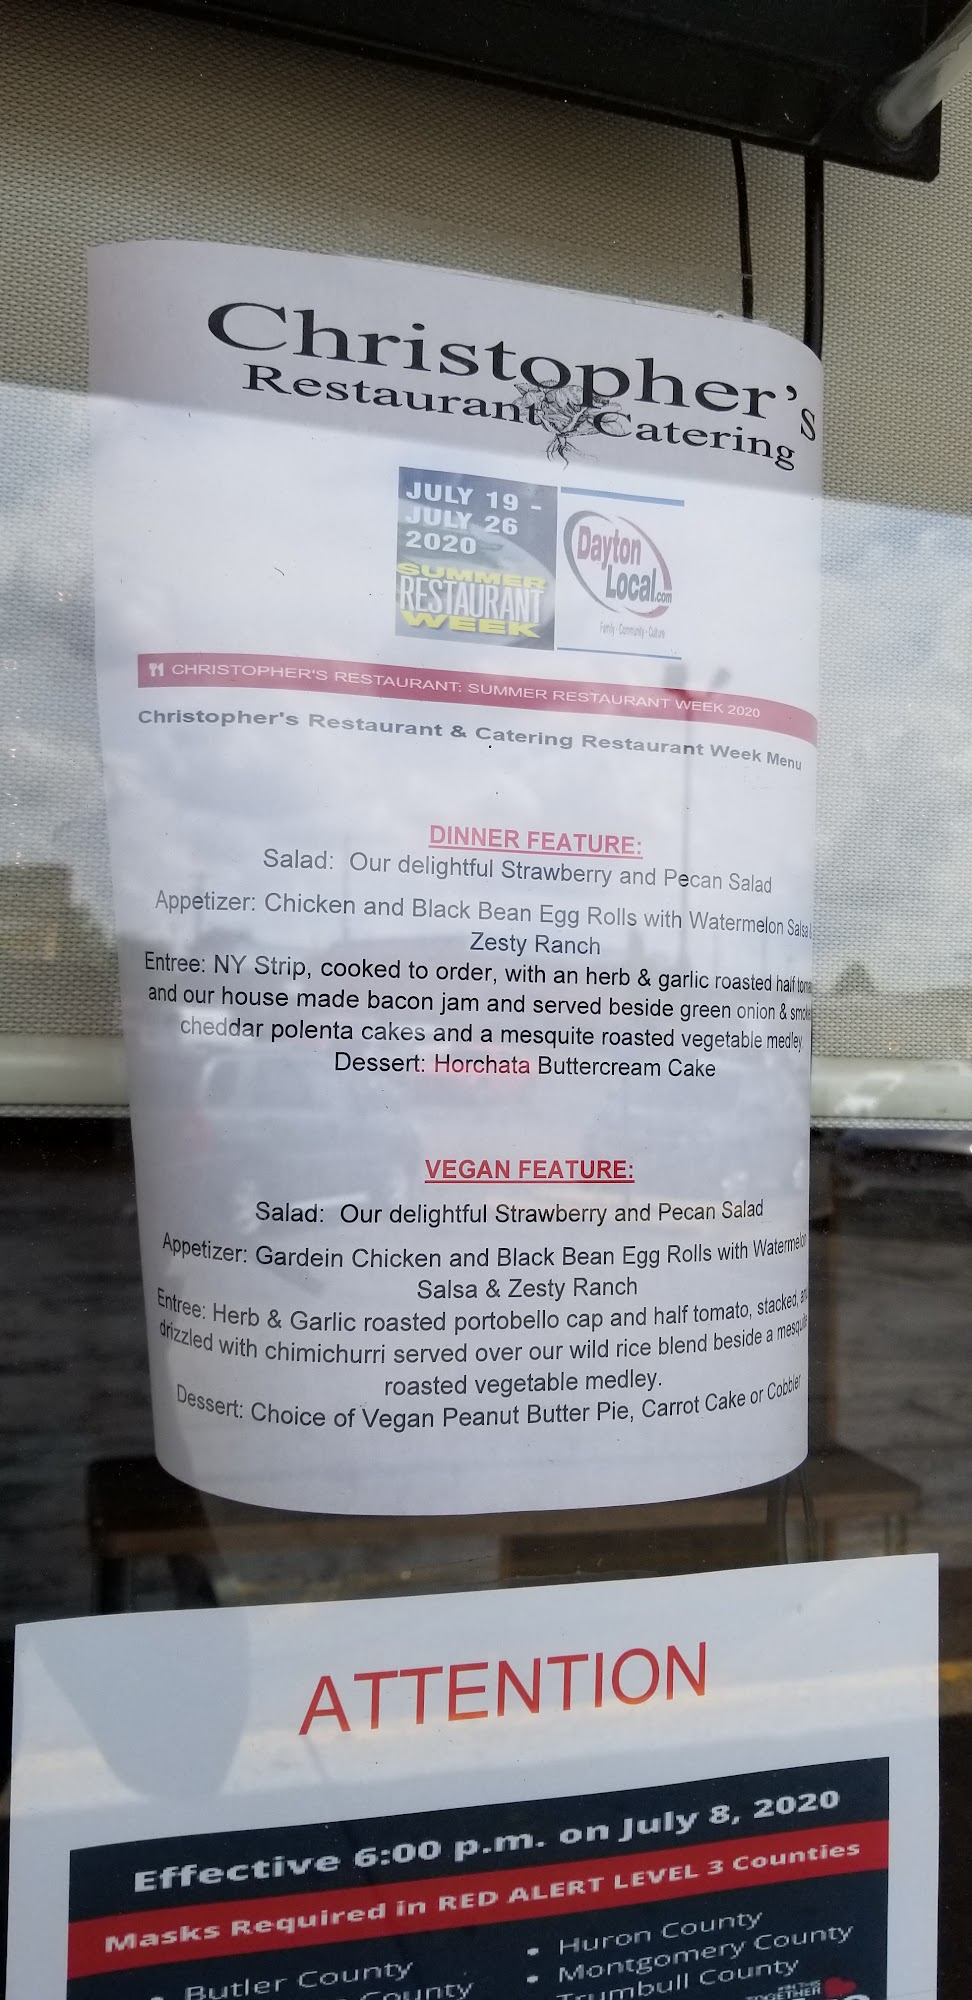 Christopher's
Restaurant & Catering
JULY 19 -
JULY 26
2020
SUMMER
RESTAURANT
WEEK
Dayton
Local.com
Family · Community · Culture
CHRISTOPHER'S RESTAURANT: SUMMER RESTAURANT WEEK 2020
Christopher's Restaurant & Catering Restaurant Week Menu
DINNER FEATURE:
Salad: Our delightful Strawberry and Pecan Salad
Appetizer: Chicken and Black Bean Egg Rolls with Watermelon Salsa &
Zesty Ranch
Entree: NY Strip, cooked to order, with an herb & garlic roasted half
and our house made bacon jam and served beside green onion &
cheddar polenta cakes and a mesquite roasted vegetable medley
Dessert: Horchata Buttercream Cake
VEGAN FEATURE:
Salad: Our delightful Strawberry and Pecan Salad
Appetizer: Gardein Chicken and Black Bean Egg Rolls with Watermelon
Salsa & Zesty Ranch
Entree: Herb & Garlic roasted portobello cap and half tomato, stacked,
drizzled with chimichurri served over our wild rice blend beside a mesquite
roasted vegetable medley.
Dessert: Choice of Vegan Peanut Butter Pie, Carrot Cake or Cobbler
ATTENTION
Effective 6:00 p.m. on July 8, 2020
Masks Required in RED ALERT LEVEL 3 Counties
• Butler County
County
• Huron County
• Montgomery County
Trumbull County
TOGETHER